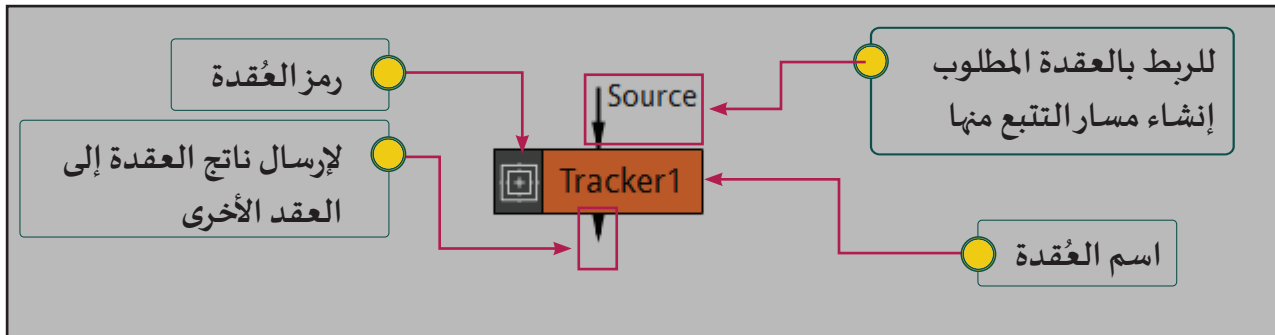 للربط بالعقدة المطلوب
إنشاء مسار التتبع منها
رمز العُقدة
Source
لإرسال ناتج العقدة إلى
العقد الأخرى
Tracker1
اسم العُقدة